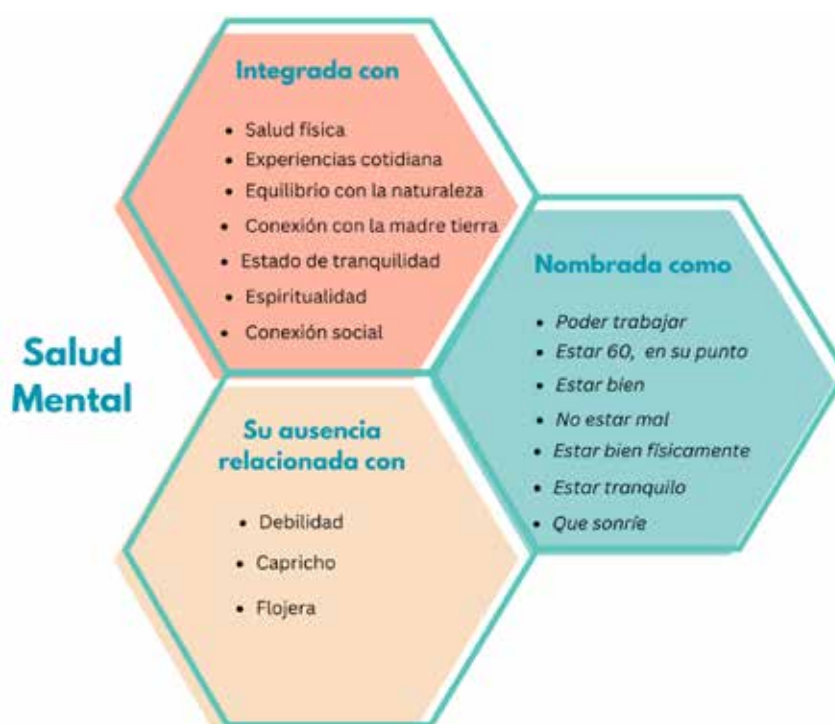 Salud
Mental
Integrada con
• Salud física
• Experiencias cotidiana
• Equilibrio con la naturaleza
• Conexión con la madre tierra
• Estado de tranquilidad
• Espiritualidad
• Conexión social
Nombrada como
• Poder trabajar
• Estar 60, en su punto
• Estar bien
• No estar mal
• Estar bien físicamente
• Estar tranquilo
• Que sonríe
Su ausencia
relacionada con
• Debilidad
• Capricho
• Flojera